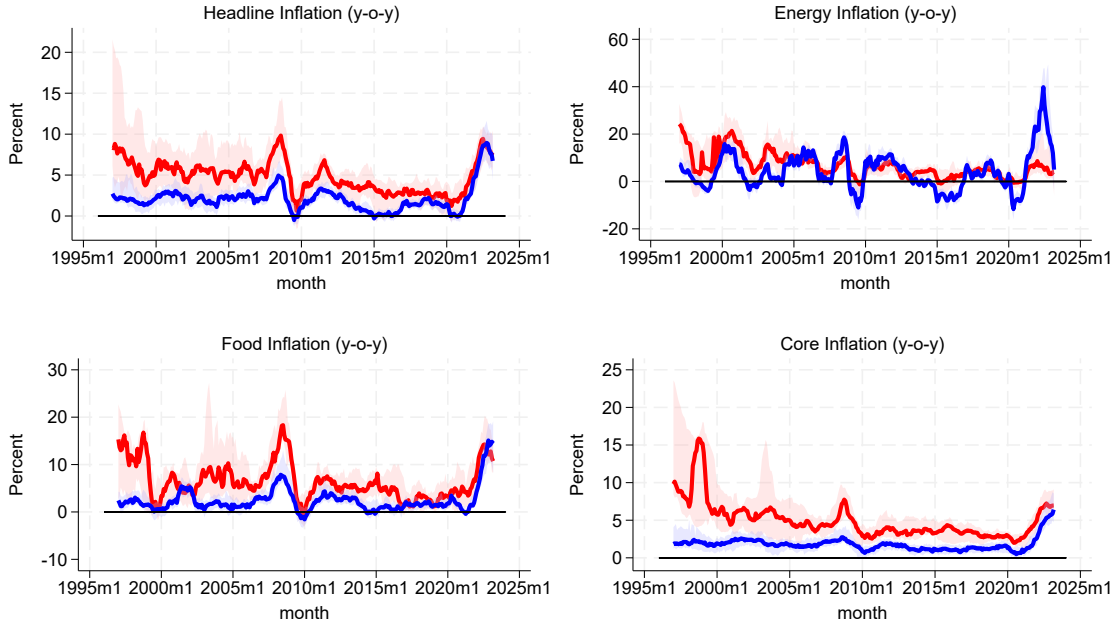 Headline Inflation (y-o-y)
Percent
20
15
10
5
0
1995m1 2000m1 2005m1 2010m1 2015m1 2020m1 2025m1
month
Energy Inflation (y-o-y)
Percent
60
40
20
0
-20
1995m1 2000m1 2005m1 2010m1 2015m1 2020m1 2025m1
month
Food Inflation (y-o-y)
Percent
30
20
10
0
-10
1995m1 2000m1 2005m1 2010m1 2015m1 2020m1 2025m1
month
Core Inflation (y-o-y)
Percent
25
20
15
10
5
0
1995m1 2000m1 2005m1 2010m1 2015m1 2020m1 2025m1
month